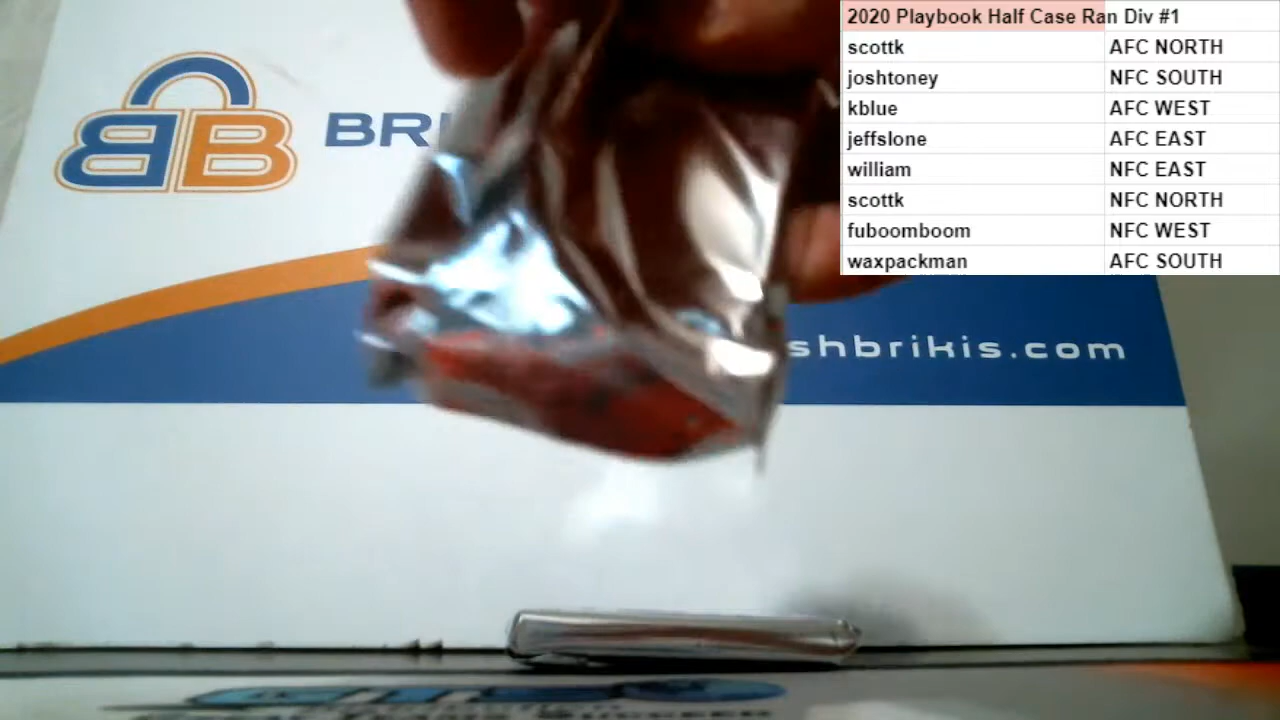 2020 Playbook Half Case Ran Div #1
scottk AFC NORTH
joshtoney NFC SOUTH
kblue AFC WEST
jeffslone AFC EAST
william NFC EAST
scottk NFC NORTH
fuboomboom NFC WEST
waxpackman AFC SOUTH
BB BRI
shbrikis.com